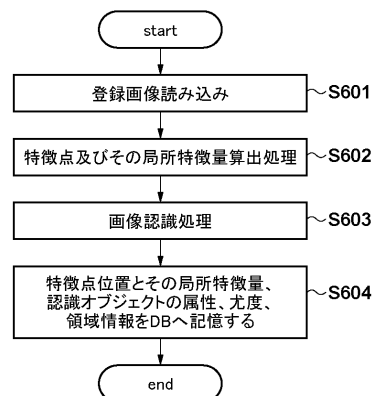 start
登録画像読み込み
S601
特徴点及びその局所特徴量算出処理
S602
画像認識処理
S603
特徴点位置とその局所特徴量、
認識オブジェクトの属性、尤度、
領域情報をDBへ記憶する
S604
end